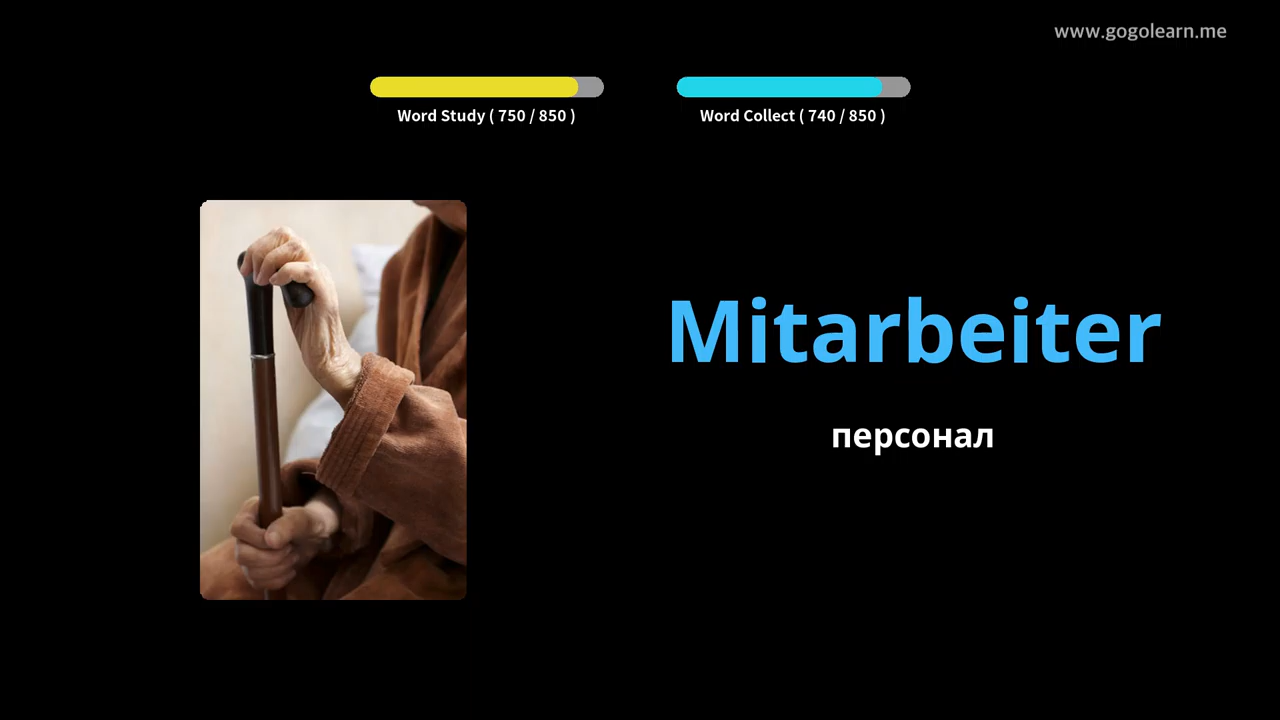 www.gogolearn.me
Word Study ( 750 / 850 )
Word Collect ( 740 / 850 )
Mitarbeiter
персонал